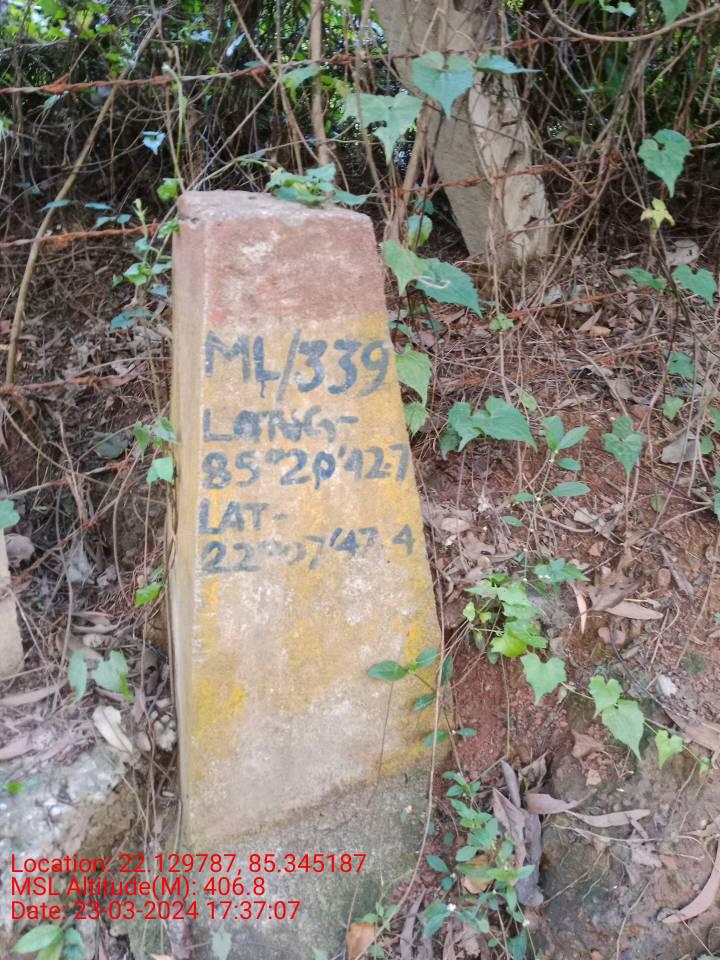 ML/339
LONG-
85°20'42.7
LAT-
22°07'47.4
Location: 22.129787, 85.345187
MSL Altitude(M): 406.8
Date: 23-03-2024 17:37:07